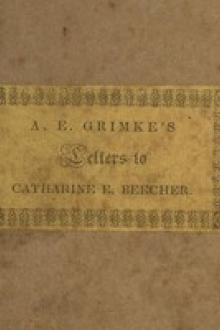 A. E. GRIMKE'S
Letters to
CATHARINE E. BEECHER.